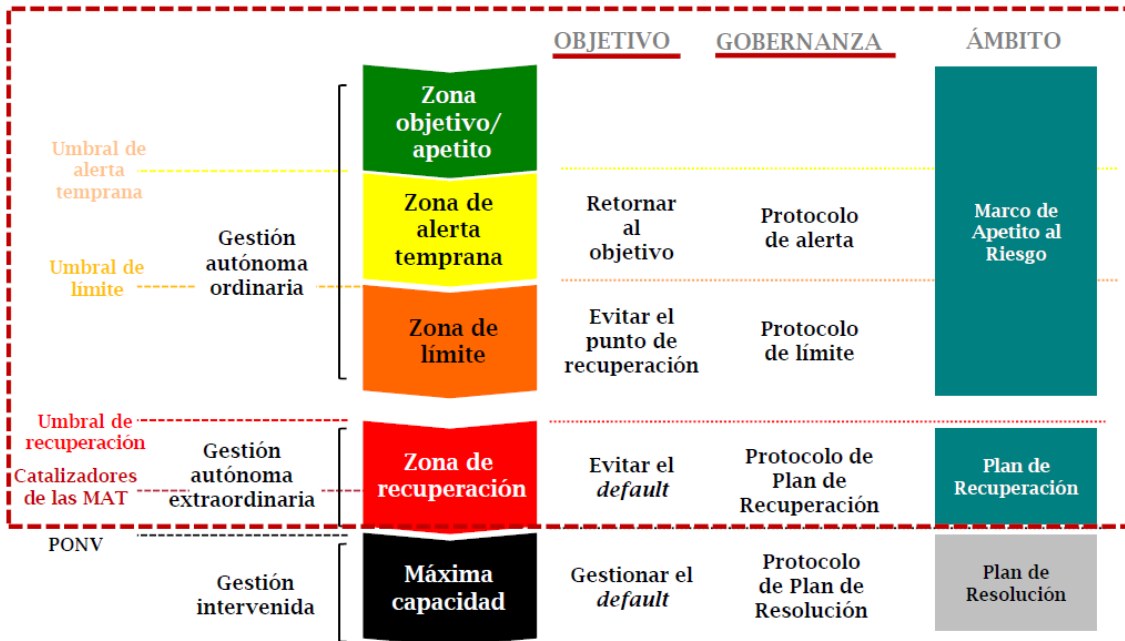 OBJETIVO
GOBERNANZA
ÁMBITO
Zona
objetivo/
apetito
Umbral de
alerta
temprana
Zona de
alerta
temprana
Retornar
al
objetivo
Protocolo
de alerta
Marco de
Apetito al
Riesgo
Gestión
autónoma
ordinaria
Umbral de
límite
Zona de
límite
Evitar el
punto de
recuperación
Protocolo
de límite
Umbral de
recuperación
Catalizadores
de las MAT
Gestión
autónoma
extraordinaria
Zona de
recuperación
Evitar el
default
Protocolo de
Plan de
Recuperación
Plan de
Recuperación
PONV
Gestión
intervenida
Máxima
capacidad
Gestionar el
default
Protocolo
de Plan de
Resolución
Plan de
Resolución